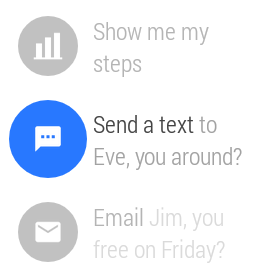 Show me my
steps
Send a text to
Eve, you around?
Email Jim, you
free on Friday?